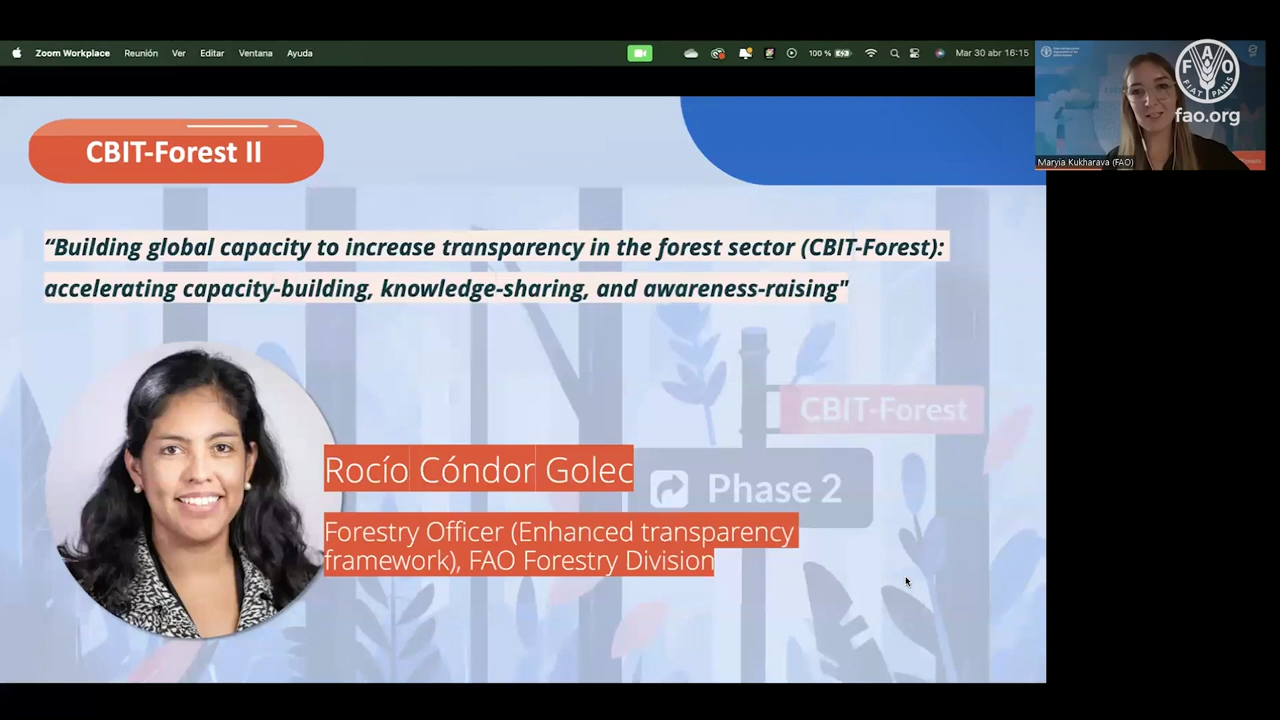 Zoom Workplace Reunión Ver Editar Ventana Ayuda 100 % Mar 30 abr 16:15
FAO
FIAT PANIS
fao.org
Maryia Kukharava (FAO)
CBIT-Forest II
“Building global capacity to increase transparency in the forest sector (CBIT-Forest):
accelerating capacity-building, knowledge-sharing, and awareness-raising"
CBIT-Forest
Phase 2
Rocío Cóndor Golec
Forestry Officer (Enhanced transparency
framework), FAO Forestry Division